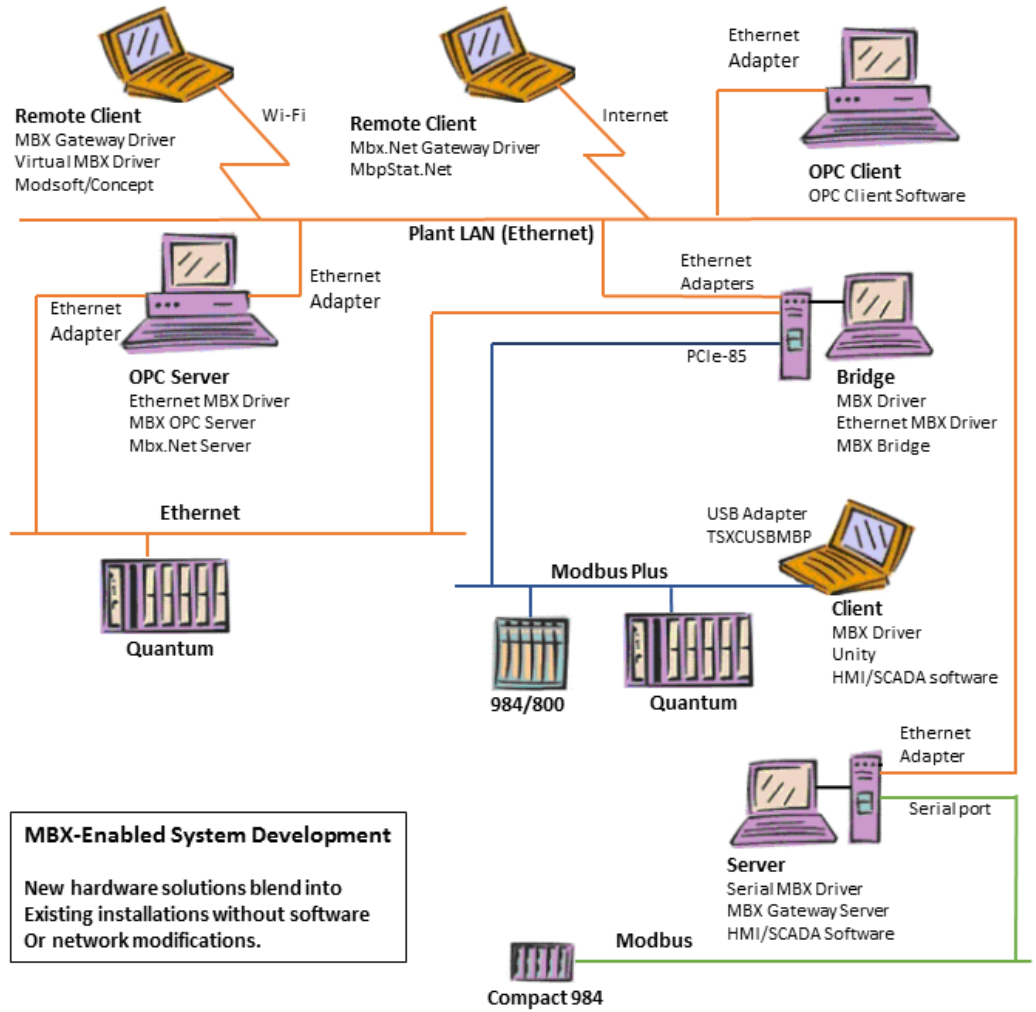 Ethernet
Adapter
Remote Client
MBX Gateway Driver
Virtual MBX Driver
Modsoft/Concept
Wi-Fi
Remote Client
Mbx.Net Gateway Driver
MbpStat.Net
Internet
OPC Client
OPC Client Software
Plant LAN (Ethernet)
Ethernet
Adapter
Ethernet
Adapter
OPC Server
Ethernet MBX Driver
MBX OPC Server
Mbx.Net Server
Ethernet
Adapters
PCIe-85
Bridge
MBX Driver
Ethernet MBX Driver
MBX Bridge
Ethernet
Quantum
USB Adapter
TSXCUSBMBP
Modbus Plus
984/800
Quantum
Client
MBX Driver
Unity
HMI/SCADA software
Ethernet
Adapter
Serial port
Server
Serial MBX Driver
MBX Gateway Server
HMI/SCADA Software
MBX-Enabled System Development
New hardware solutions blend into
Existing installations without software
Or network modifications.
Modbus
Compact 984